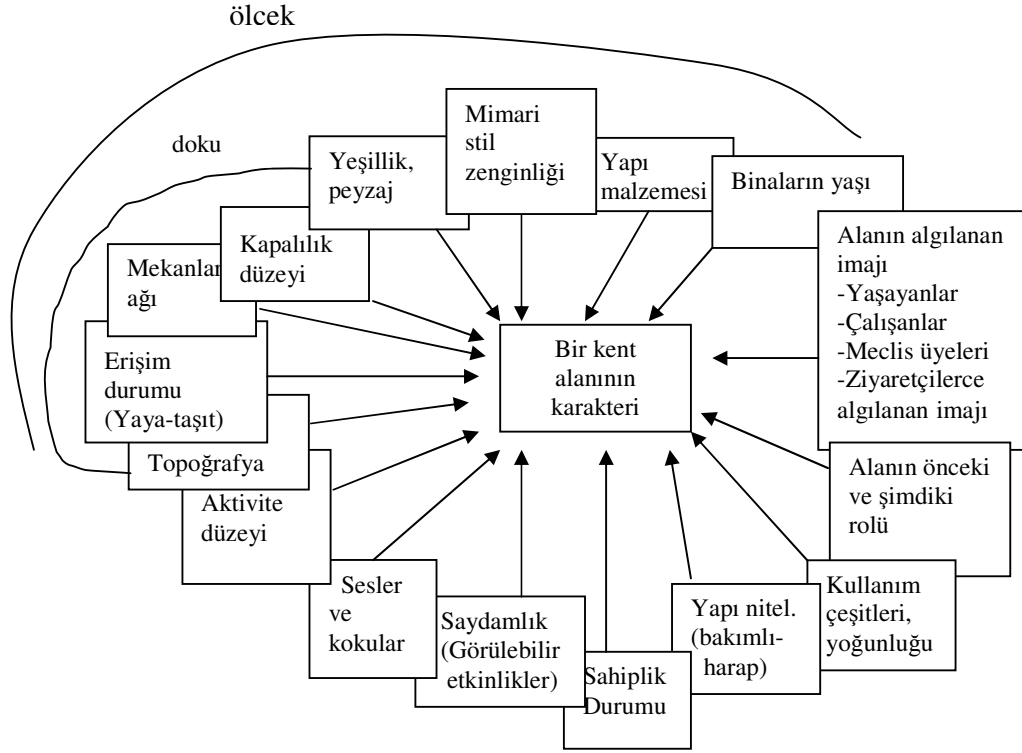 ölcek
doku
Mimari
stil
zenginliği
Yeşillik,
peyzaj
Yapı
malzemesi
Binaların yaşı
Kapalılık
düzeyi
Mekanlar
ağı
Alanın algılanan
imajı
-Yaşayanlar
-Çalışanlar
-Meclis üyeleri
-Ziyaretçilerce
algılanan imajı
Erişim
durumu
(Yaya-taşıt)
Bir kent
alanının
karakteri
Topoğrafya
Aktivite
düzeyi
Alanın önceki
ve şimdiki
rolü
Sesler
ve
kokular
Saydamlık
(Görülebilir
etkinlikler)
Sahiplik
Durumu
Yapı nitel.
(bakımlı-
harap)
Kullanım
çeşitleri,
yoğunluğu